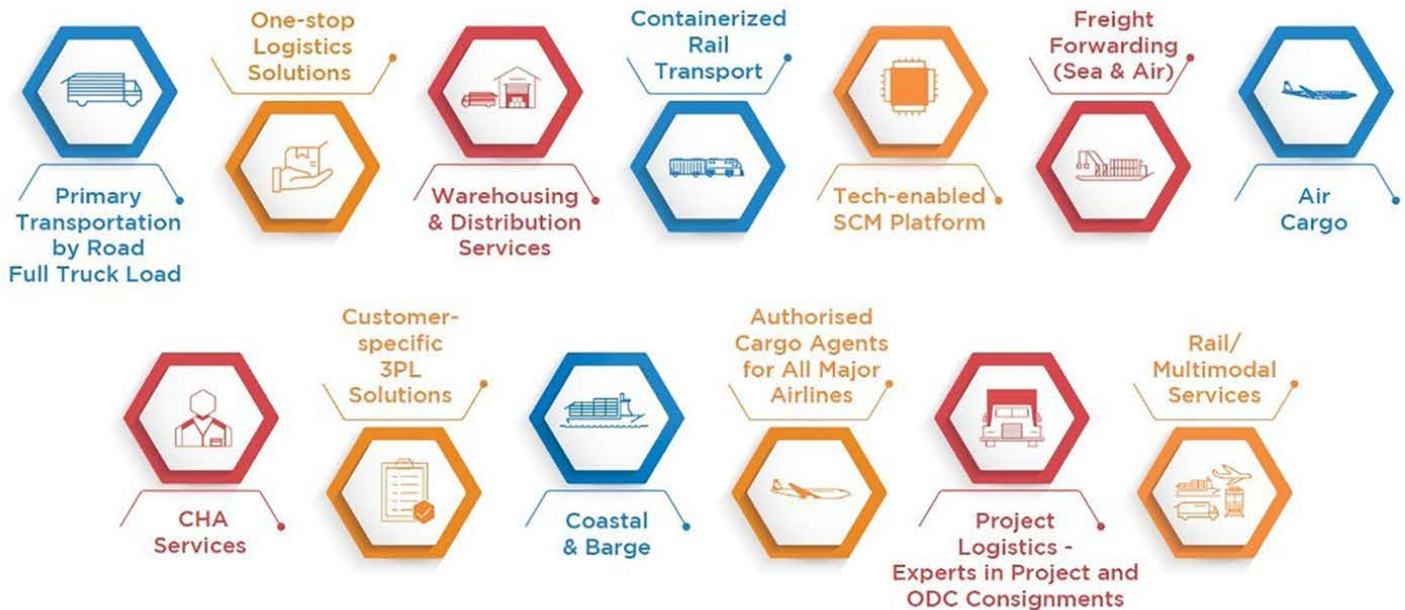 Primary
Transportation
by Road
Full Truck Load
One-stop
Logistics
Solutions
Warehousing
& Distribution
Services
Containerized
Rail
Transport
Tech-enabled
SCM Platform
Freight
Forwarding
(Sea & Air)
Air
Cargo
CHA
Services
Customer-
specific
3PL
Solutions
Coastal
& Barge
Authorised
Cargo Agents
for All Major
Airlines
Project
Logistics -
Experts in Project and
ODC Consignments
Rail/
Multimodal
Services